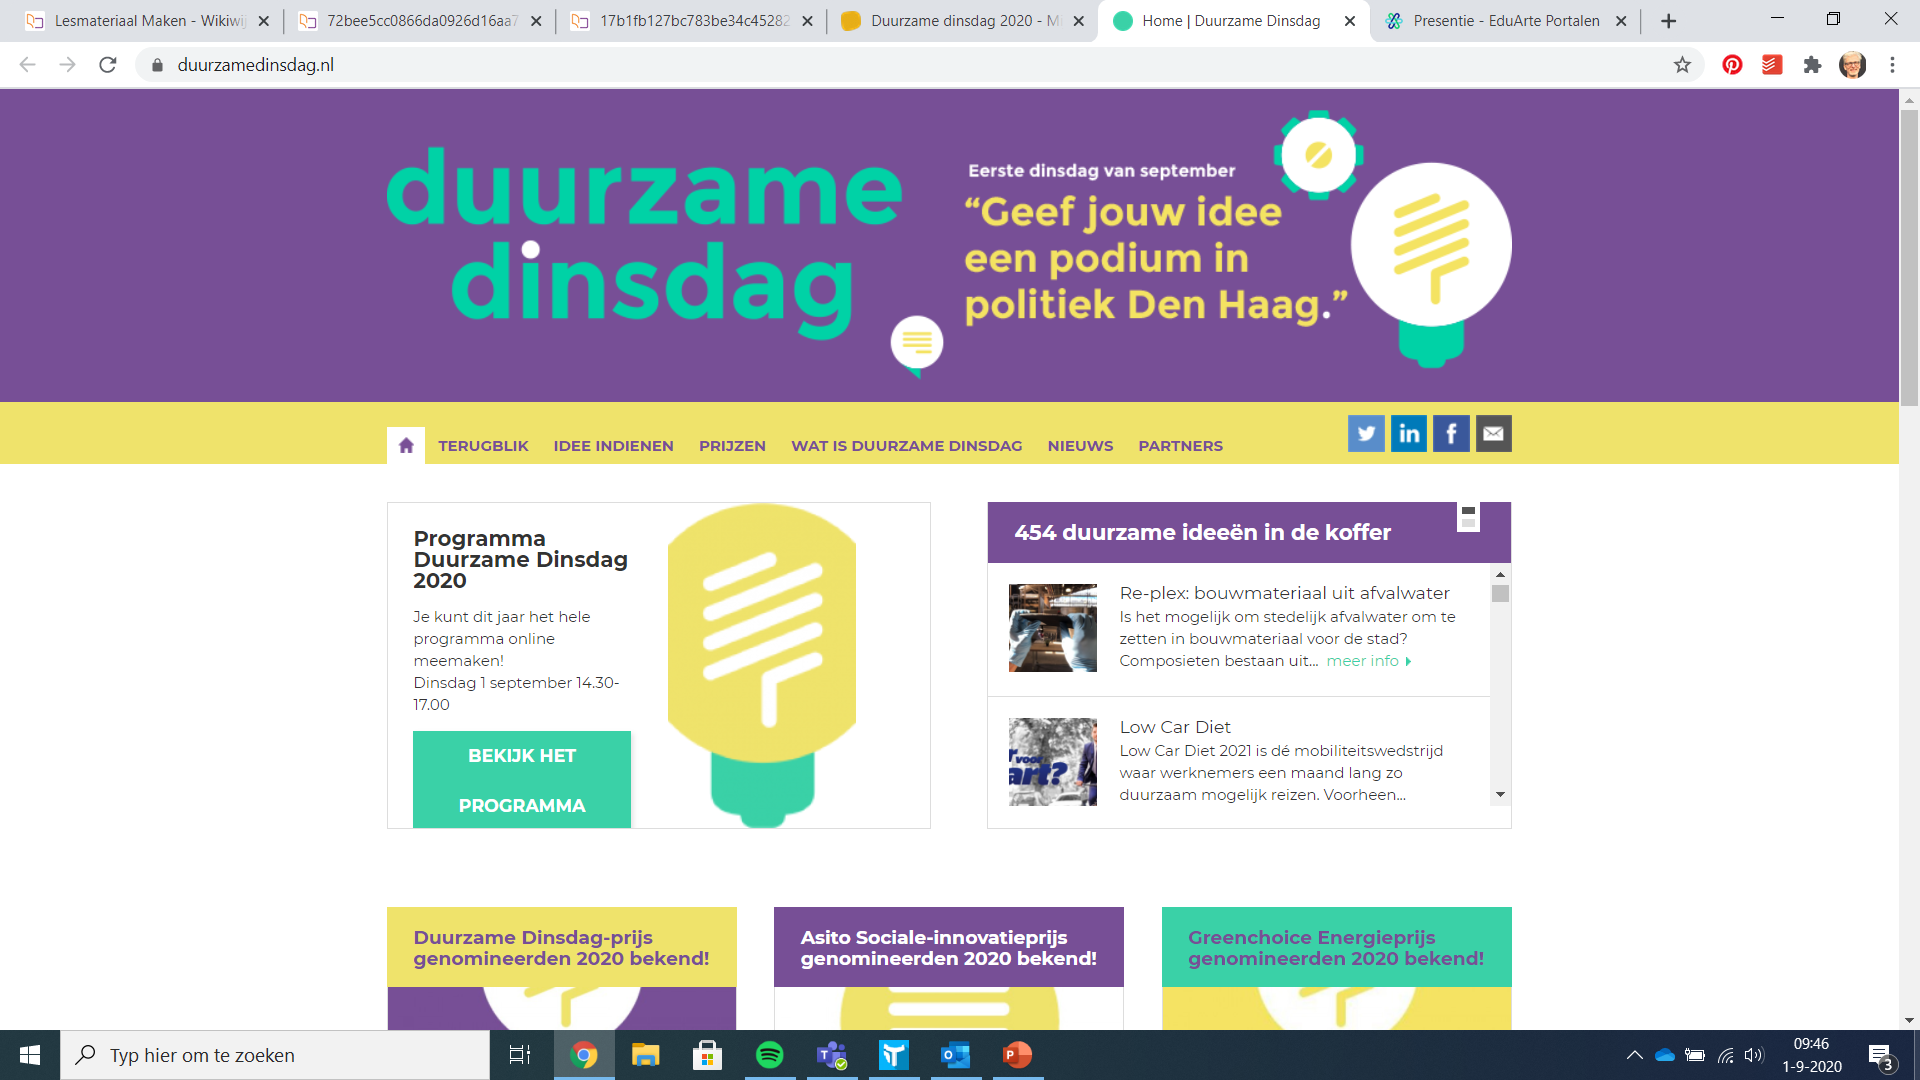 Lesmateriaal Maken - Wikiwij
72bee5cc0866da0926d16aa7
17b1fb127bc783be34c45282
Duurzame dinsdag 2020 - Mi
Home | Duurzame Dinsdag
Presentie - EduArte Portalen
duurzamedinsdag.nl
duurzame
dinsdag
Eerste dinsdag van september
“Geef jouw idee
een podium in
politiek Den Haag.”
TERUGBLIK
IDEE INDIENEN
PRIJZEN
WAT IS DUURZAME DINSDAG
NIEUWS
PARTNERS
Programma
Duurzame Dinsdag
2020
Je kunt dit jaar het hele
programma online
meemaken!
Dinsdag 1 september 14.30-
17.00
BEKIJK HET
PROGRAMMA
454 duurzame ideeën in de koffer
Re-plex: bouwmateriaal uit afvalwater
Is het mogelijk om stedelijk afvalwater om te
zetten in bouwmateriaal voor de stad?
Composieten bestaan uit... meer info
Low Car Diet
Low Car Diet 2021 is dé mobiliteitswedstrijd
waar werknemers een maand lang zo
duurzaam mogelijk reizen. Voorheen...
Duurzame Dinsdag-prijs
genomineerden 2020 bekend!
Asito Sociale-innovatieprijs
genomineerden 2020 bekend!
Greenchoice Energieprijs
genomineerden 2020 bekend!
Typ hier om te zoeken
09:46
1-9-2020
3